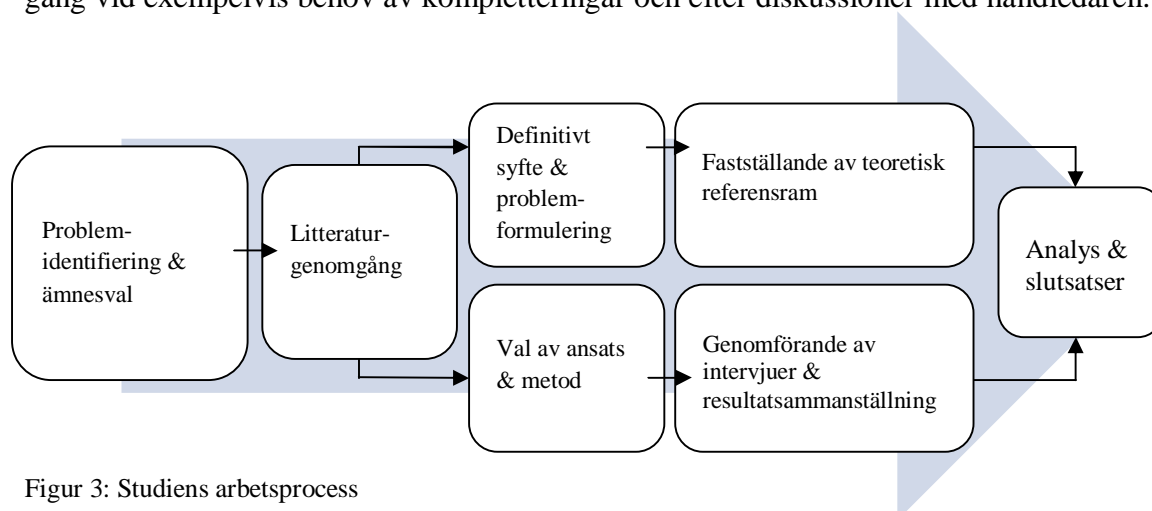 gång vid exempelvis behov av kompletteringar och efter diskussioner med handledaren.
Problem-
identifiering &
ämnesval
Litteratur-
genomgång
Definitivt
syfte &
problem-
formulering
Fastställande av teoretisk
referensram
Val av ansats
& metod
Genomförande av
intervjuer &
resultatsammanställning
Analys &
slutsatser
Figur 3: Studiens arbetsprocess